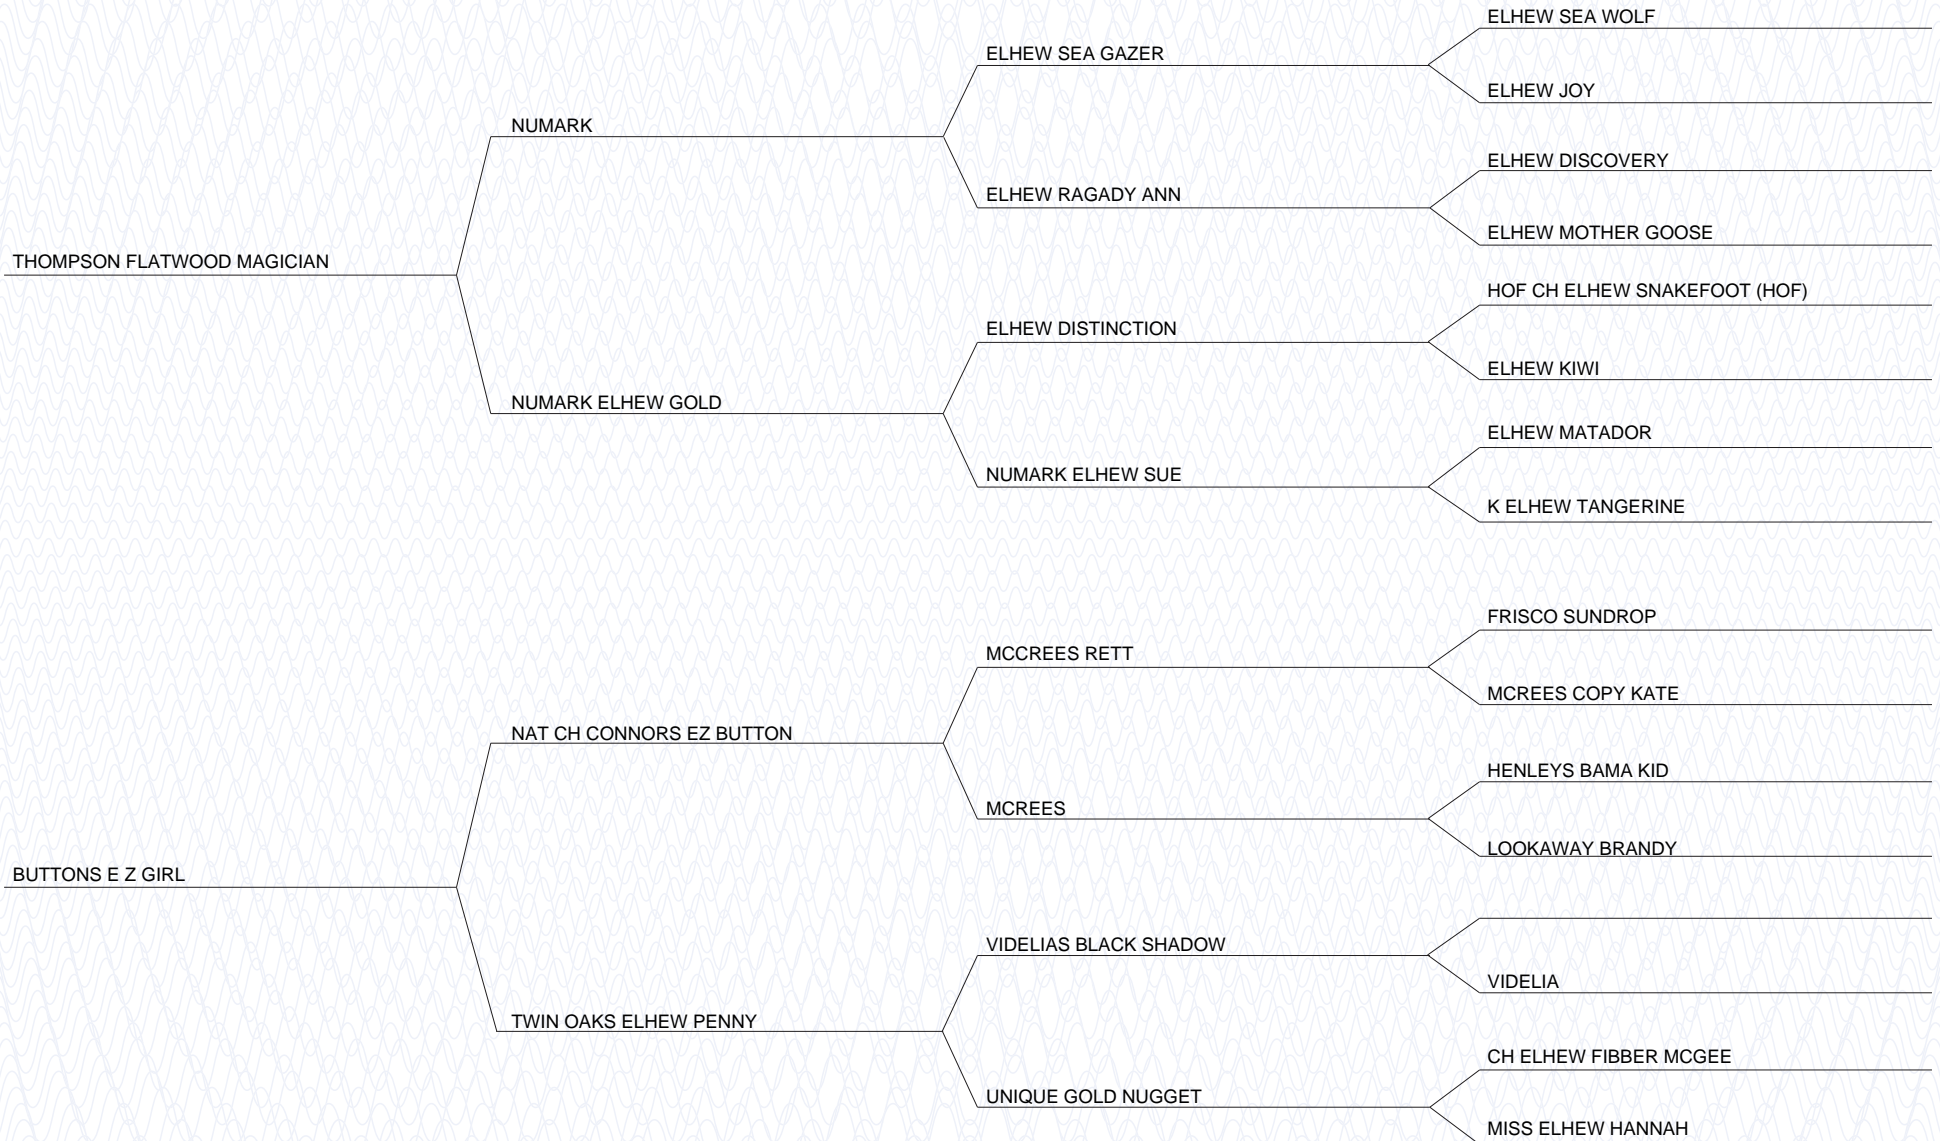 ELHEW SEA WOLF
ELHEW SEA GAZER
ELHEW JOY
NUMARK
ELHEW DISCOVERY
ELHEW RAGADY ANN
ELHEW MOTHER GOOSE
THOMPSON FLATWOOD MAGICIAN
HOF CH ELHEW SNAKEFOOT (HOF)
ELHEW DISTINCTION
ELHEW KIWI
NUMARK ELHEW GOLD
ELHEW MATADOR
NUMARK ELHEW SUE
K ELHEW TANGERINE
FRISCO SUNDROP
MCCREES RETT
MCREES COPY KATE
NAT CH CONNORS EZ BUTTON
HENLEYS BAMA KID
MCREES
LOOKAWAY BRANDY
BUTTONS E Z GIRL
VIDELIAS BLACK SHADOW
VIDELIA
TWIN OAKS ELHEW PENNY
CH ELHEW FIBBER MCGEE
UNIQUE GOLD NUGGET
MISS ELHEW HANNAH